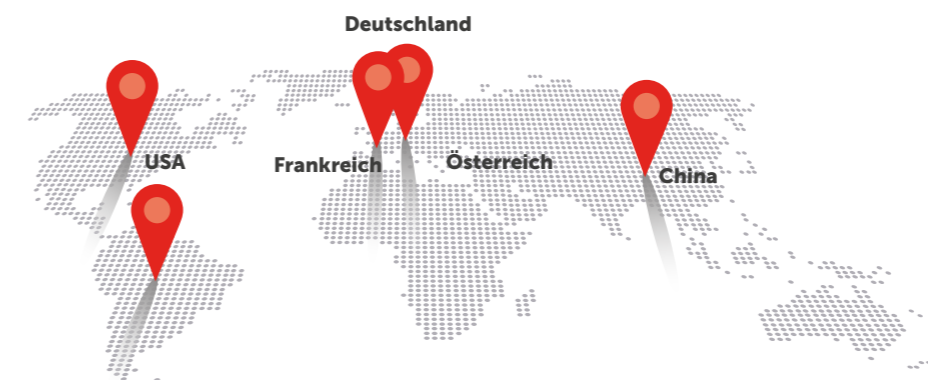 Deutschland
USA
Frankreich
Österreich
China